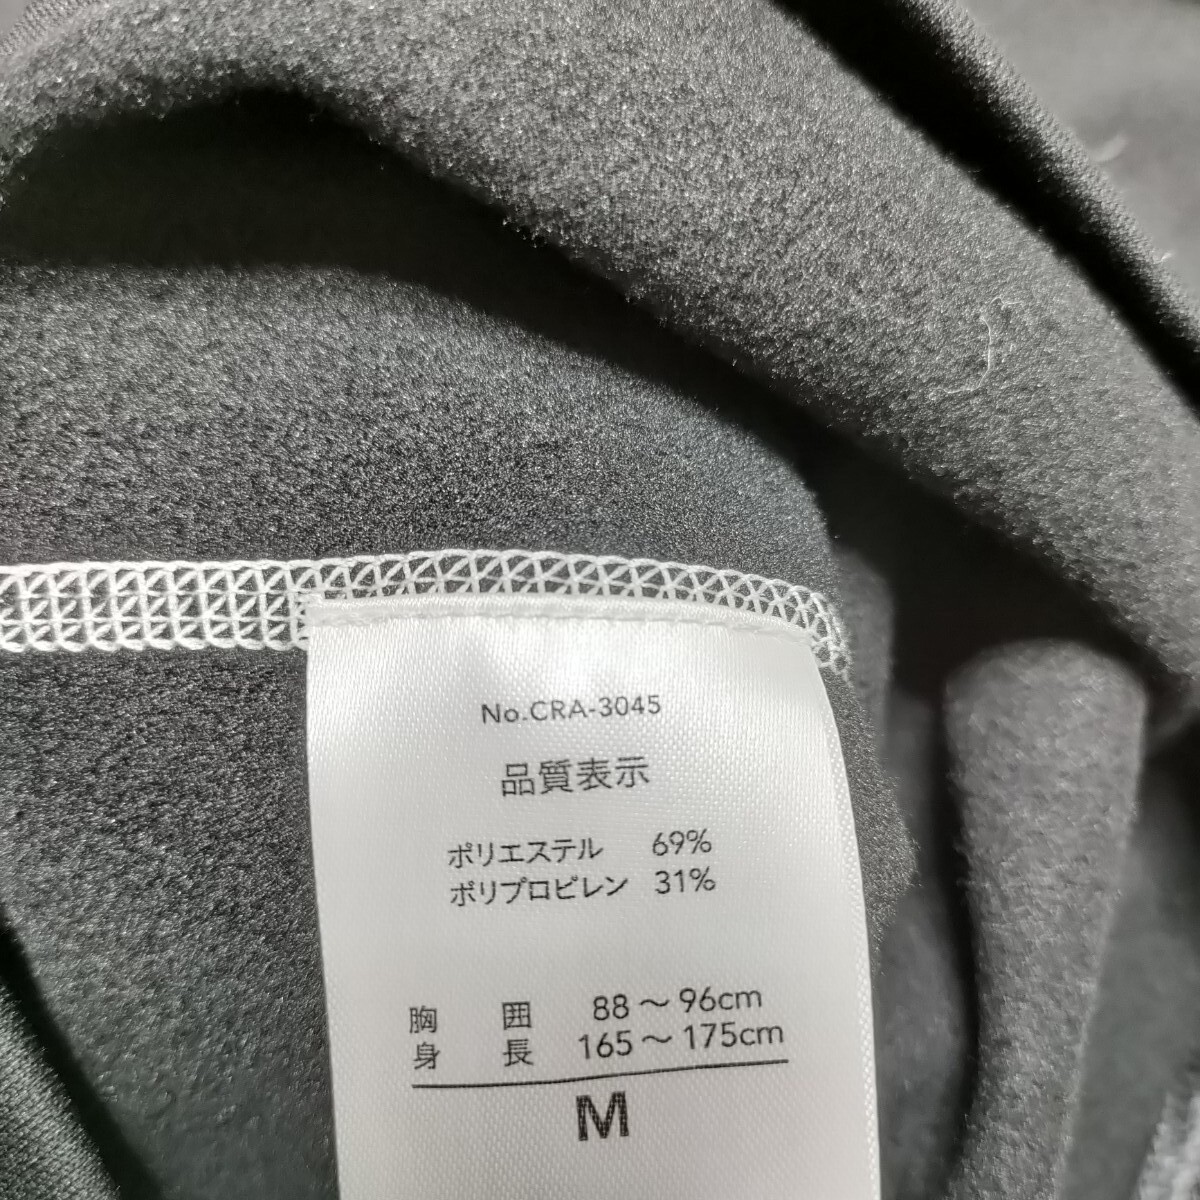 No.CRA-3045
品質表示
ポリエステル 69%
ポリプロピレン 31%
胸囲 88～96cm
身長 165～175cm
M